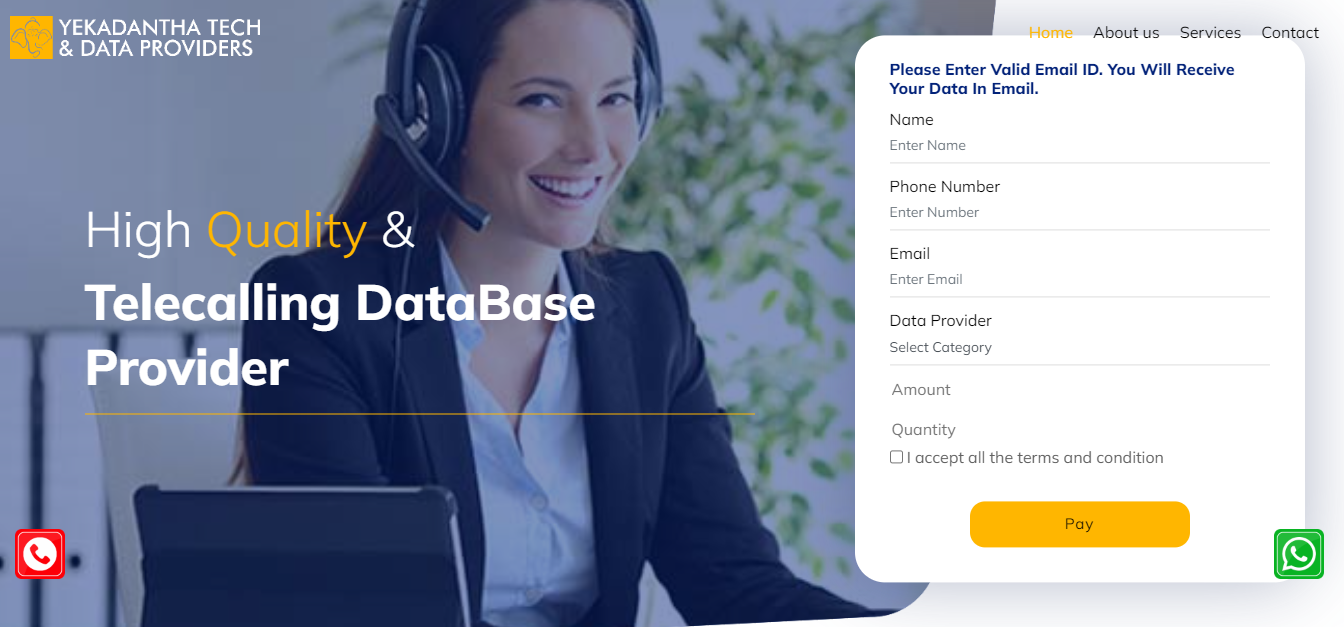 YEKADANTHA TECH
& DATA PROVIDERS
Home About us Services Contact
High Quality &
Telecalling DataBase
Provider
Please Enter Valid Email ID. You Will Receive
Your Data In Email.
Name
Enter Name
Phone Number
Enter Number
Email
Enter Email
Data Provider
Select Category
Amount
Quantity
I accept all the terms and condition
Pay